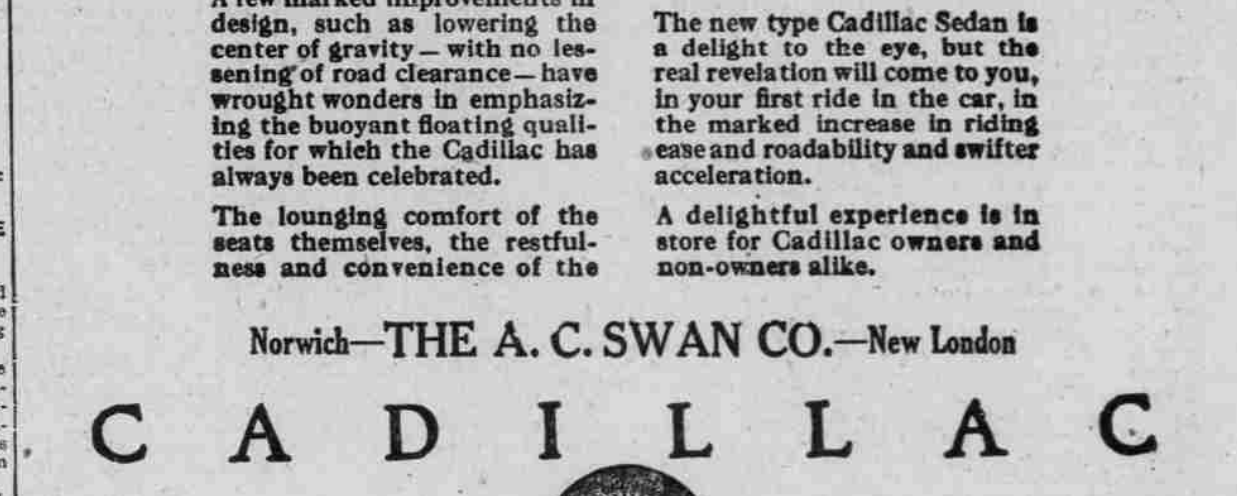 A few marked improvements in
design, such as lowering the
center of gravity — with no les-
sening of road clearance — have
wrought wonders in emphasiz-
ing the buoyant floating quali-
ties for which the Cadillac has
always been celebrated.
The lounging comfort of the
seats themselves, the restful-
ness and convenience of the
The new type Cadillac Sedan is
a delight to the eye, but the
real revelation will come to you,
in your first ride in the car, in
the marked increase in riding
ease and roadability and swifter
acceleration.
A delightful experience is in
store for Cadillac owners and
non-owners alike.
Norwich—THE A. C. SWAN CO.—New London
CADILLAC